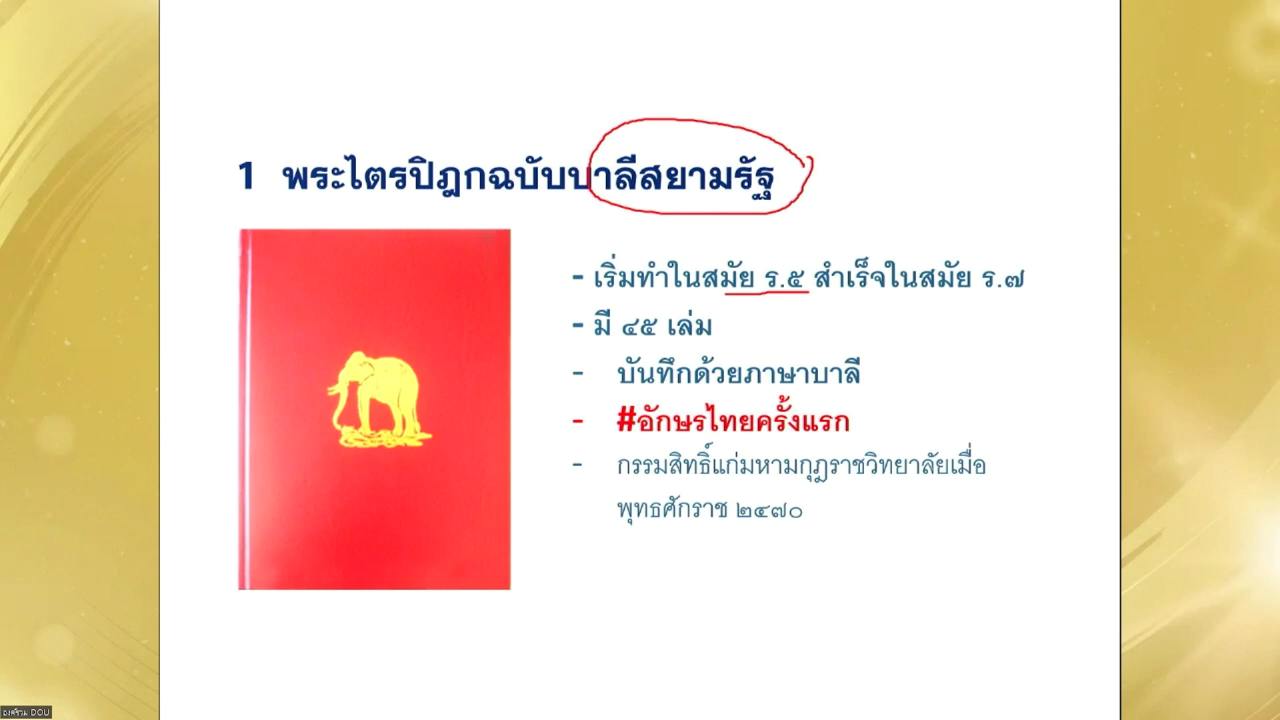 1 พระไตรปิฎกฉบับบาลีสยามรัฐ
- เริ่มทำในสมัย ร.๕ สำเร็จในสมัย ร.๗
- มี ๔๕ เล่ม
- บันทึกด้วยภาษาบาลี
- #อักษรไทยครั้งแรก
- กรรมสิทธิ์แก่มหามกุฏราชวิทยาลัยเมื่อ
พุทธศักราช ๒๔๗๐
DOU